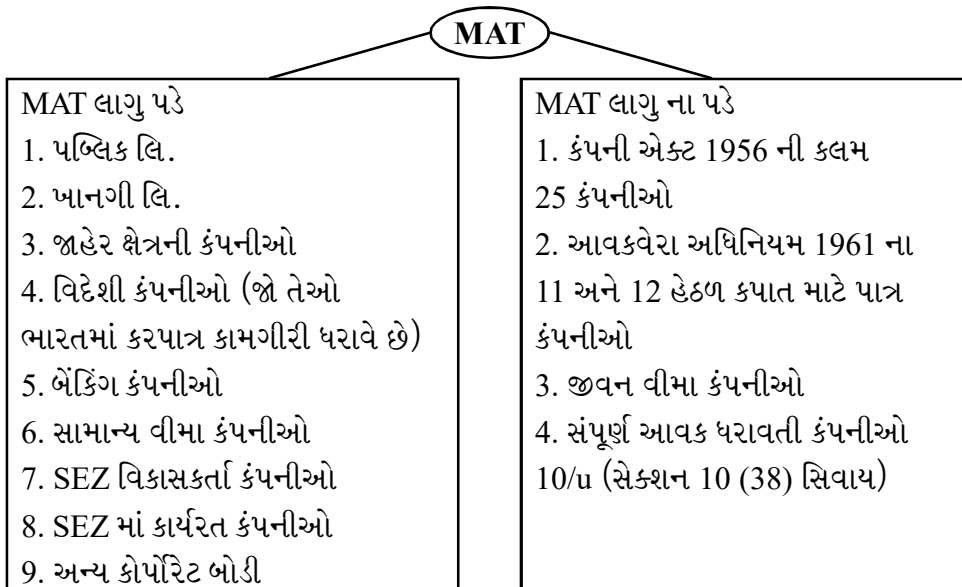 MAT
MAT લાગુ પડે
1. પબ્લિક લિ.
2. ખાનગી લિ.
3. જાહેર ક્ષેત્રની કંપનીઓ
4. વિદેશી કંપનીઓ (જો તેઓ
ભારતમાં કરપાત્ર કામગીરી ધરાવે છે)
5. બેંકિંગ કંપનીઓ
6. સામાન્ય વીમા કંપનીઓ
7. SEZ વિકાસકર્તા કંપનીઓ
8. SEZ માં કાર્યરત કંપનીઓ
9. અન્ય કોર્પોરેટ બોડી
MAT લાગુ ના પડે
1. કંપની એક્ટ 1956 ની કલમ
25 કંપનીઓ
2. આવકવેરા અધિનિયમ 1961 ના
11 અને 12 હેઠળ કપાત માટે પાત્ર
કંપનીઓ
3. જીવન વીમા કંપનીઓ
4. સંપૂર્ણ આવક ધરાવતી કંપનીઓ
10/u (સેક્શન 10 (38) સિવાય)